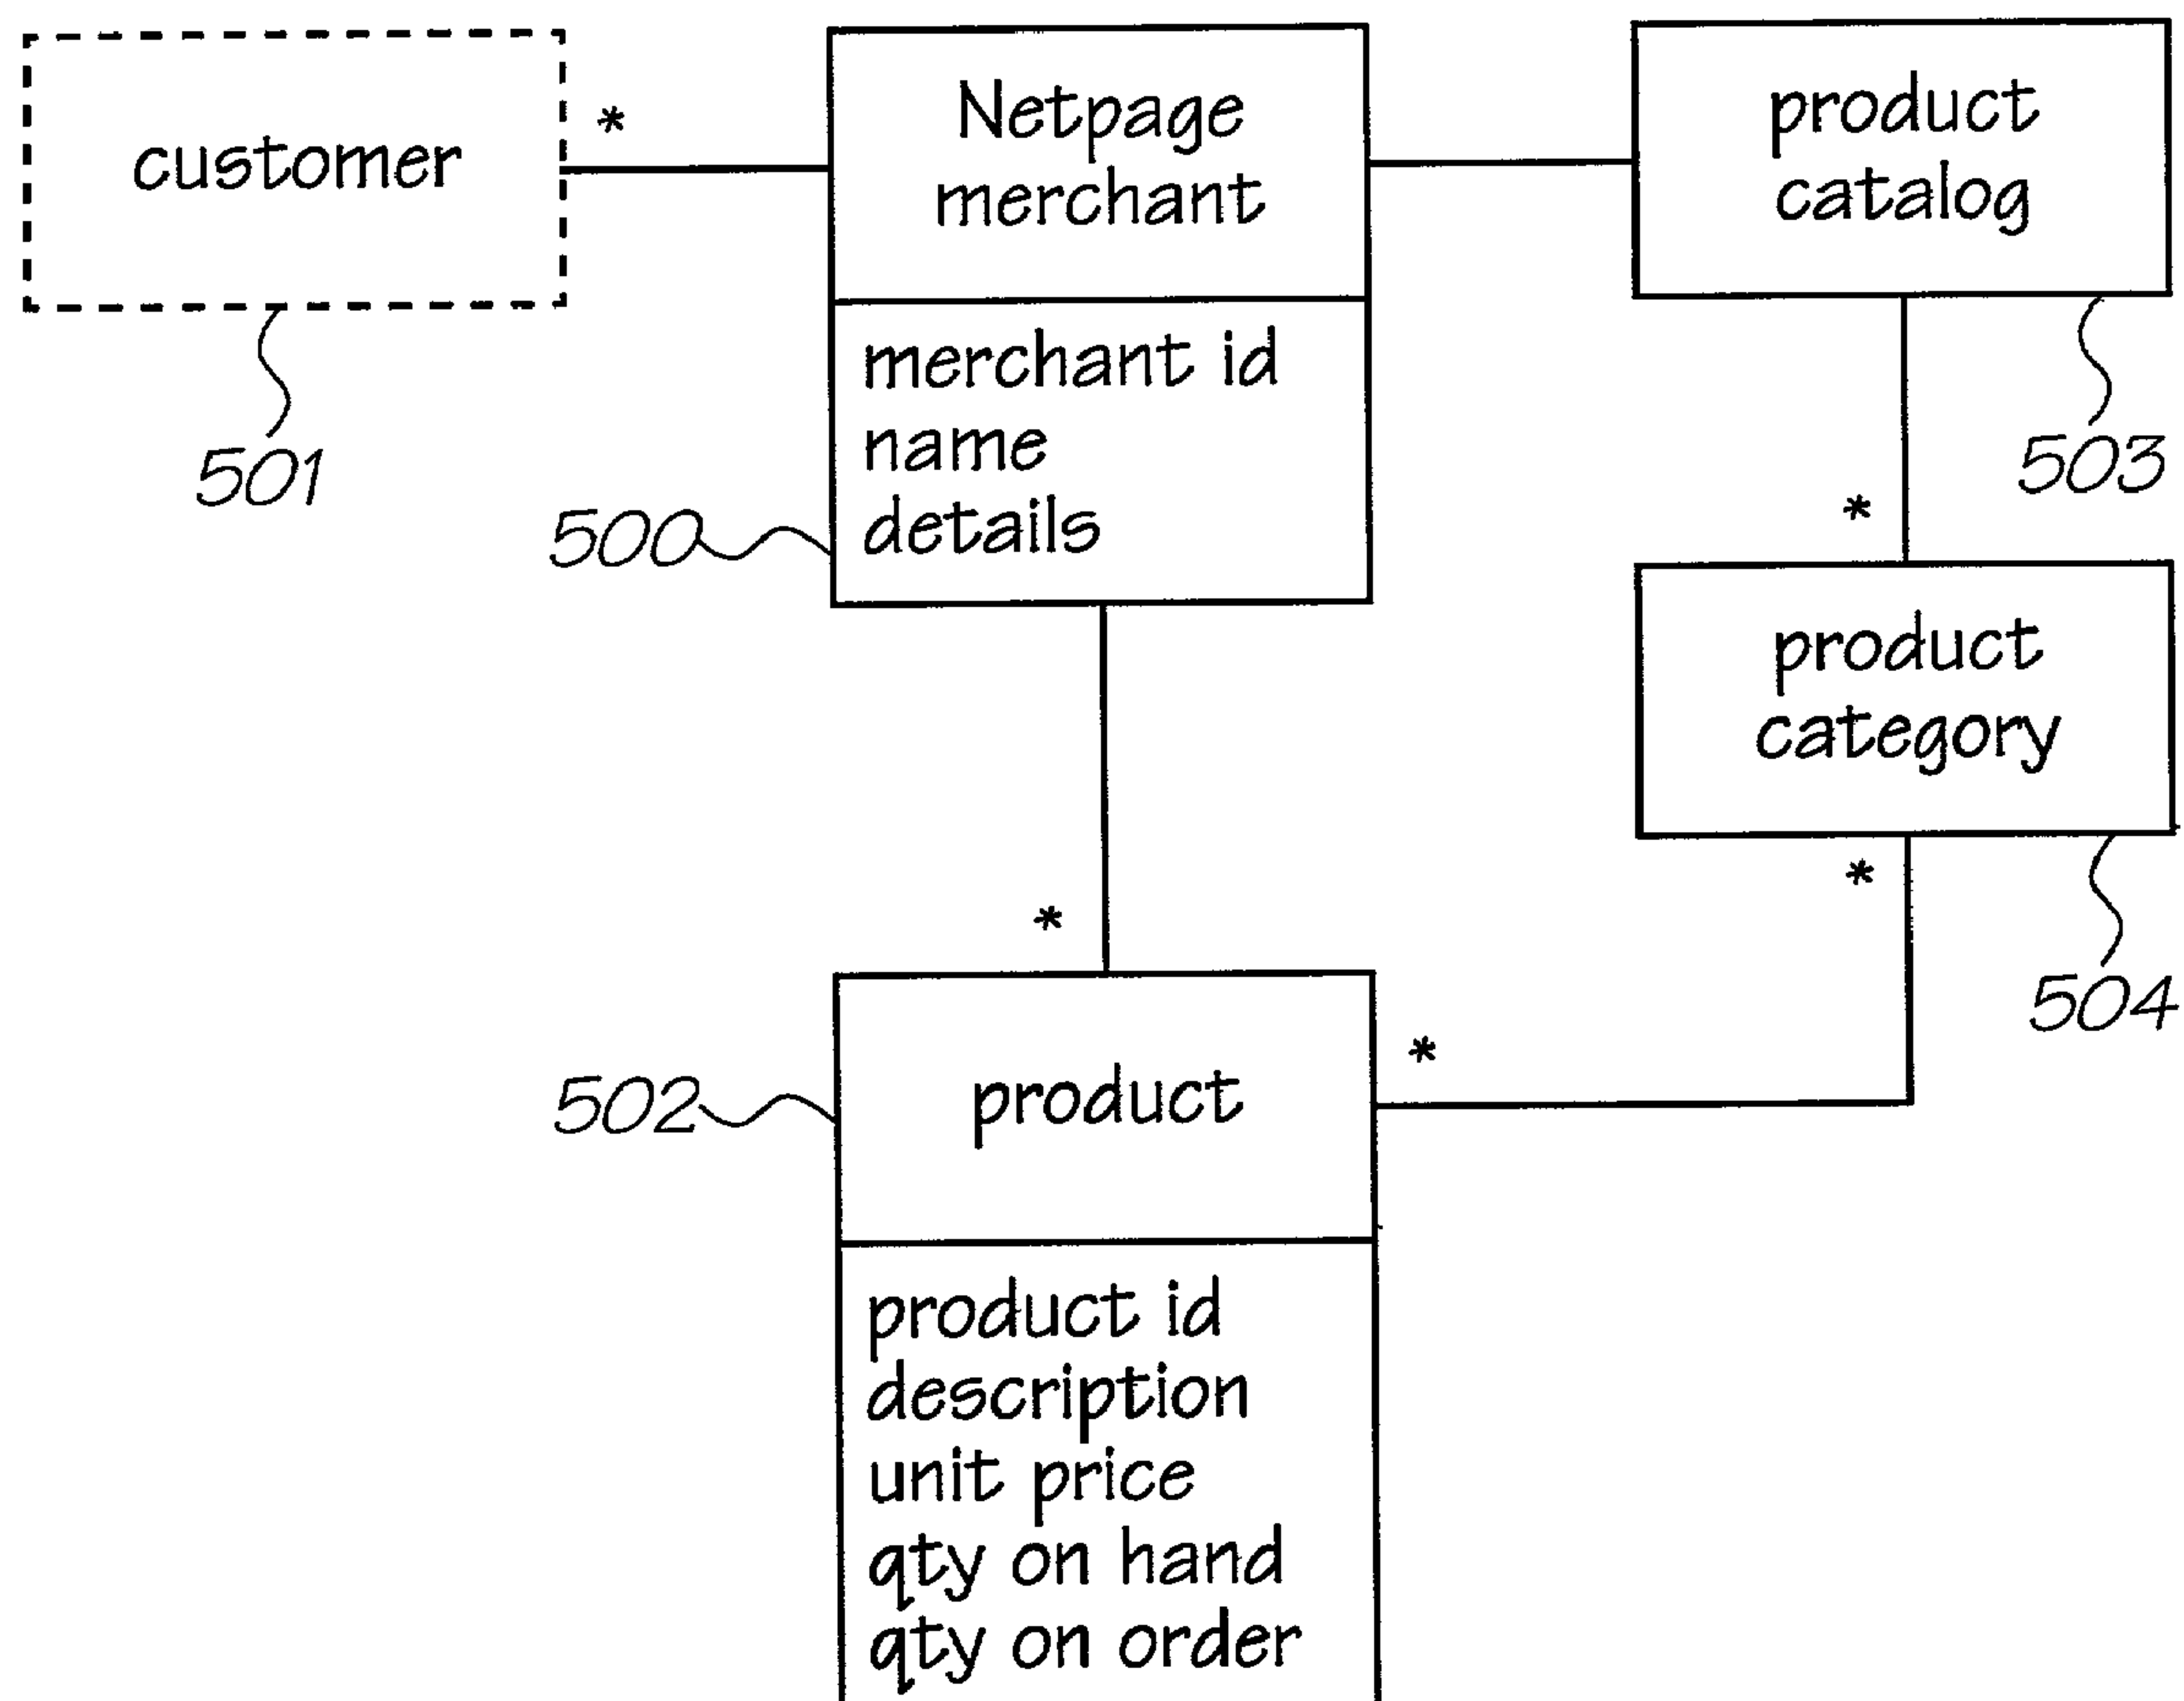 customer
*
Netpage
merchant
merchant id
name
details
product
catalog
501
500
503
*
product
category
*
504
*
*
502
product
product id
description
unit price
qty on hand
qty on order